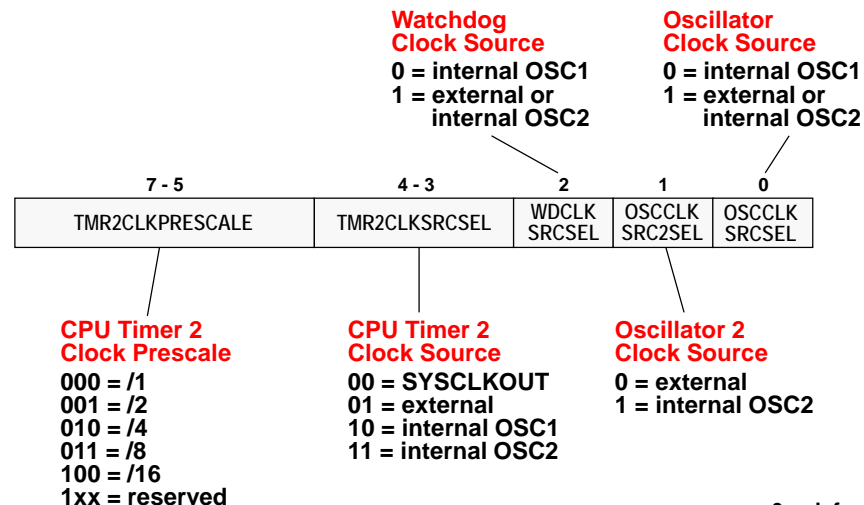 Watchdog
Clock Source
0 = internal OSC1
1 = external or
internal OSC2
Oscillator
Clock Source
0 = internal OSC1
1 = external or
internal OSC2
7 - 5
4 - 3
2
1
0
TMR2CLKPRESCALE
TMR2CLKSRCSEL
WDCLK
SRCSEL
OSCCLK
SRC2SEL
OSCCLK
SRCSEL
CPU Timer 2
Clock Prescale
000 = /1
001 = /2
010 = /4
011 = /8
100 = /16
1xx = reserved
CPU Timer 2
Clock Source
00 = SYSCLKOUT
01 = external
10 = internal OSC1
11 = internal OSC2
Oscillator 2
Clock Source
0 = external
1 = internal OSC2